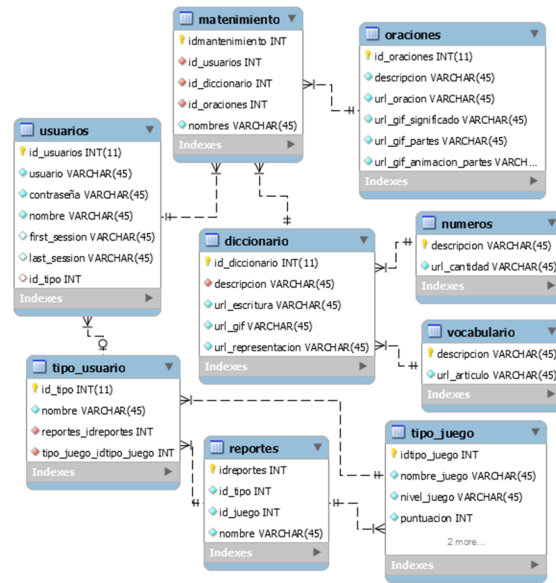 matenimiento
idmantenimiento INT
id_usuarios INT
id_diccionario INT
id_oraciones INT
nombres VARCHAR(45)
Indexes
oraciones
id_oraciones INT(11)
descripcion VARCHAR(45)
url_oracion VARCHAR(45)
url_gif_significado VARCHAR(45)
url_gif_partes VARCHAR(45)
url_gif_animacion_partes VARCH...
Indexes
usuarios
id_usuarios INT(11)
usuario VARCHAR(45)
contraseña VARCHAR(45)
nombre VARCHAR(45)
first_session VARCHAR(45)
last_session VARCHAR(45)
id_tipo INT
Indexes
diccionario
id_diccionario INT(11)
descripcion VARCHAR(45)
url_escritura VARCHAR(45)
url_gif VARCHAR(45)
url_representacion VARCHAR(45)
Indexes
numeros
descripcion VARCHAR(45)
url_cantidad VARCHAR(45)
Indexes
vocabulario
descripcion VARCHAR(45)
url_articulo VARCHAR(45)
Indexes
tipo_usuario
id_tipo INT(11)
nombre VARCHAR(45)
reportes_idreportes INT
tipo_juego_idtipo_juego INT
Indexes
reportes
idreportes INT
id_tipo INT
id_juego INT
nombre VARCHAR(45)
Indexes
tipo_juego
idtipo_juego INT
nombre_juego VARCHAR(45)
nivel_juego VARCHAR(45)
puntuacion INT
2 more...
Indexes